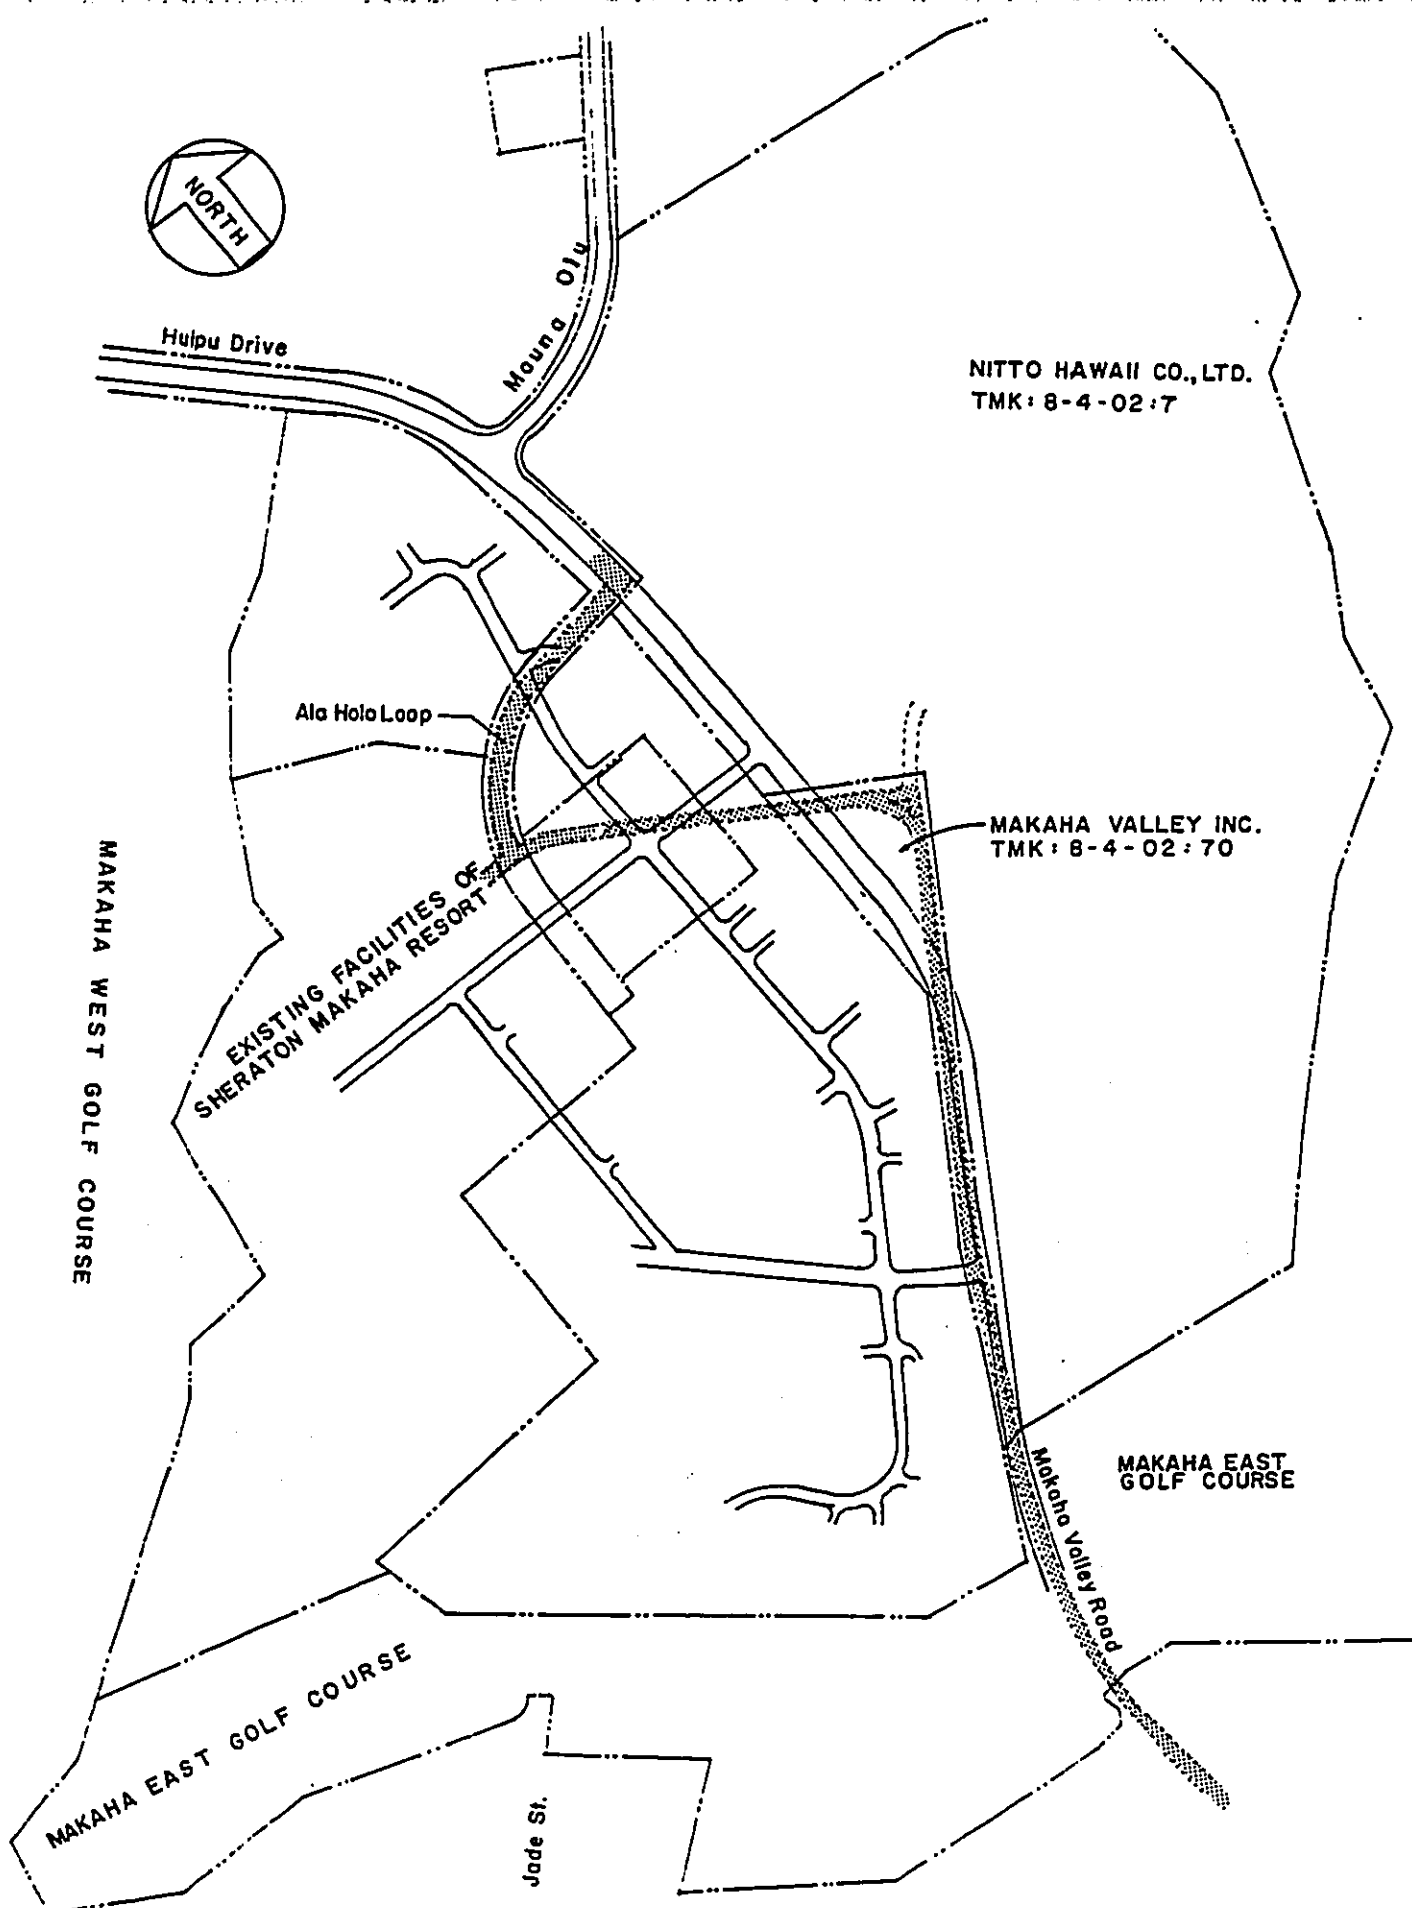 NORTH
Mauna Olu
Huipu Drive
NITTO HAWAII CO., LTD.
TMK: 8-4-02:7
Ala Holo Loop
MAKAHA VALLEY INC.
TMK: 8-4-02:70
EXISTING FACILITIES OF
SHERATON MAKAHA RESORT
MAKAHA WEST GOLF COURSE
MAKAHA EAST
GOLF COURSE
Makaha Valley Road
MAKAHA EAST GOLF COURSE
Jade St.